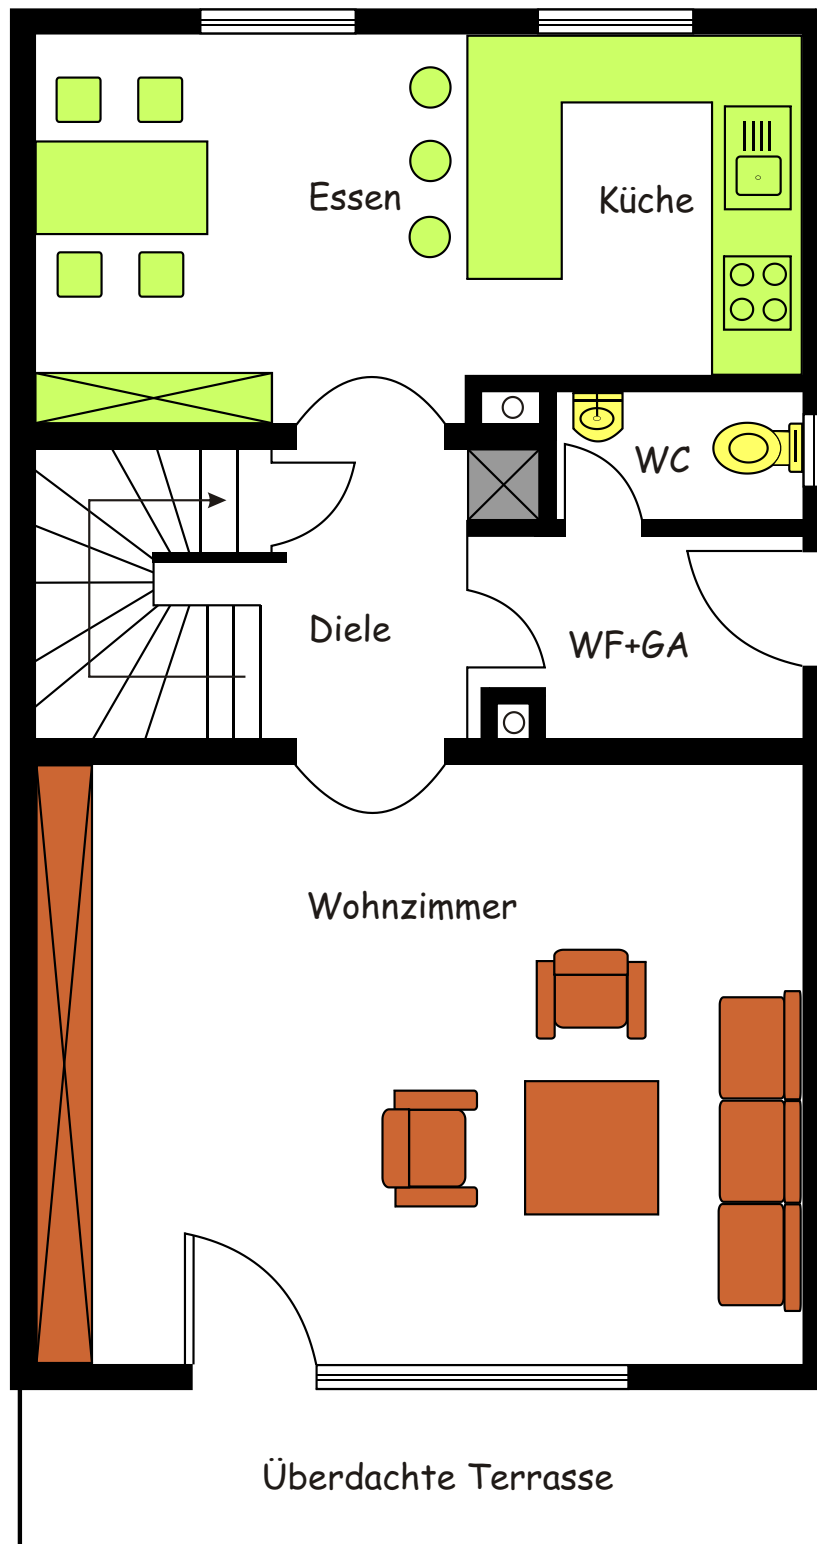 Essen
Küche
WC
Diele
WF+GA
Wohnzimmer
Überdachte Terrasse